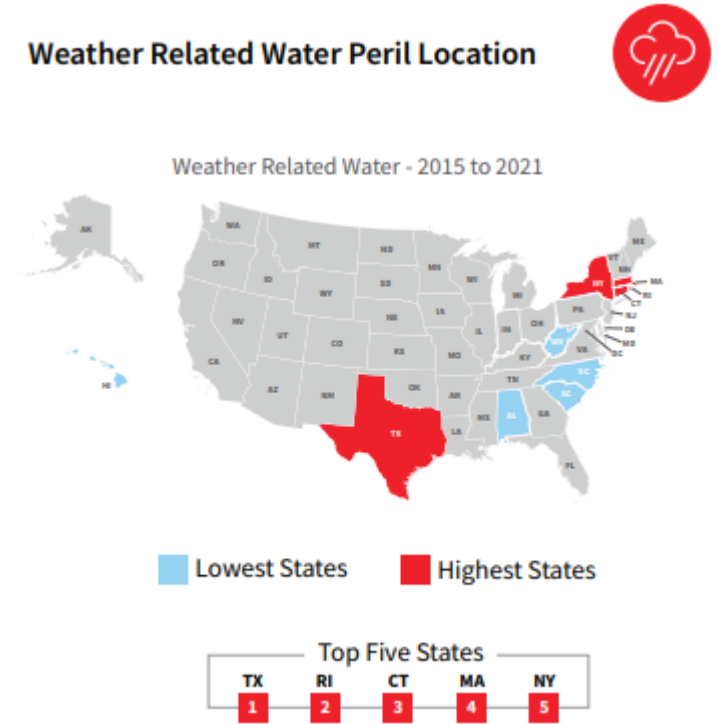 Weather Related Water Peril Location
Weather Related Water - 2015 to 2021
AK
WA
MT
ND
MN
VT
ME
NH
OR
ID
WY
SD
WI
MI
NY
MA
RI
CT
NV
UT
CO
NE
IA
IL
IN
OH
PA
NJ
DE
MD
DC
CA
KS
MO
KY
WV
VA
HI
AZ
NM
OK
AR
TN
NC
SC
TX
LA
MS
AL
GA
FL
Lowest States
Highest States
Top Five States
TX RI CT MA NY
1 2 3 4 5